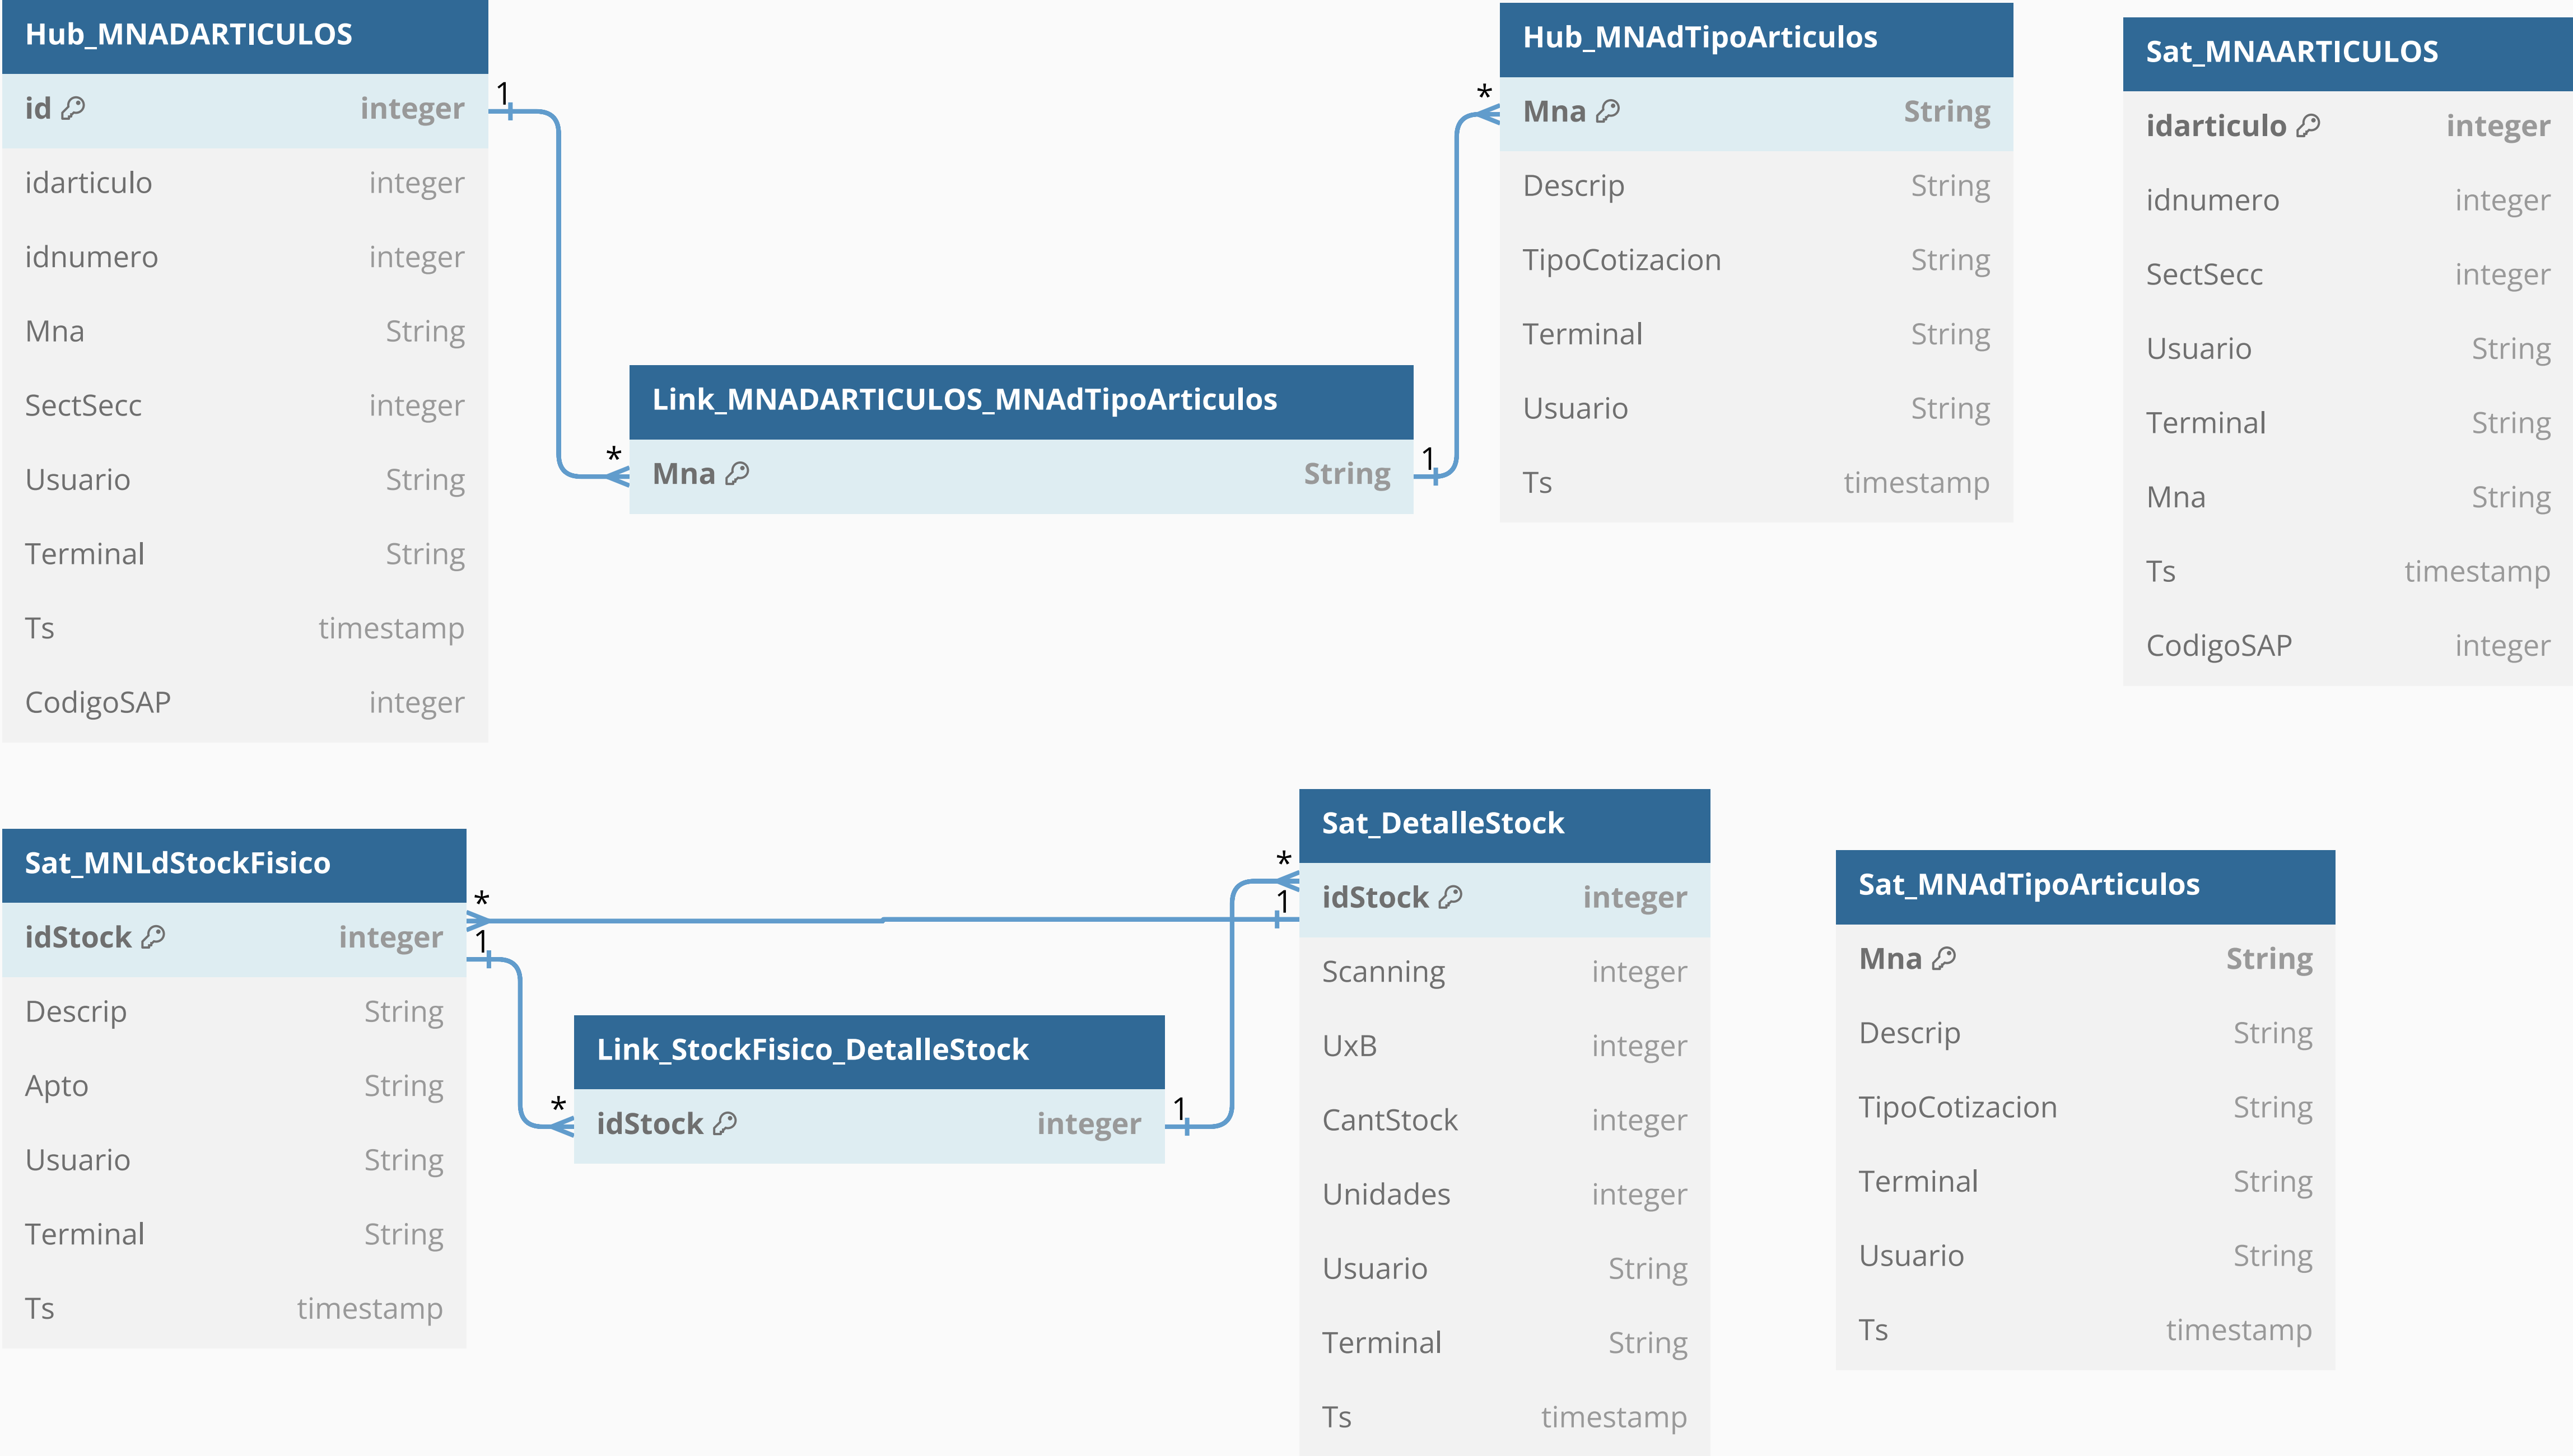 Hub_MNADARTICULOS
id integer
idarticulo integer
idnumero integer
Mna String
SectSecc integer
Usuario String
Terminal String
Ts timestamp
CodigoSAP integer
1
*
Link_MNADARTICULOS_MNAdTipoArticulos
Mna String
1
*
Hub_MNAdTipoArticulos
Mna String
Descrip String
TipoCotizacion String
Terminal String
Usuario String
Ts timestamp
Sat_MNAARTICULOS
idarticulo integer
idnumero integer
SectSecc integer
Usuario String
Terminal String
Mna String
Ts timestamp
CodigoSAP integer
Sat_MNLdStockFisico
idStock integer
Descrip String
Apto String
Usuario String
Terminal String
Ts timestamp
*
1
*
Link_StockFisico_DetalleStock
idStock integer
1
*
1
Sat_DetalleStock
idStock integer
Scanning integer
UxB integer
CantStock integer
Unidades integer
Usuario String
Terminal String
Ts timestamp
Sat_MNAdTipoArticulos
Mna String
Descrip String
TipoCotizacion String
Terminal String
Usuario String
Ts timestamp